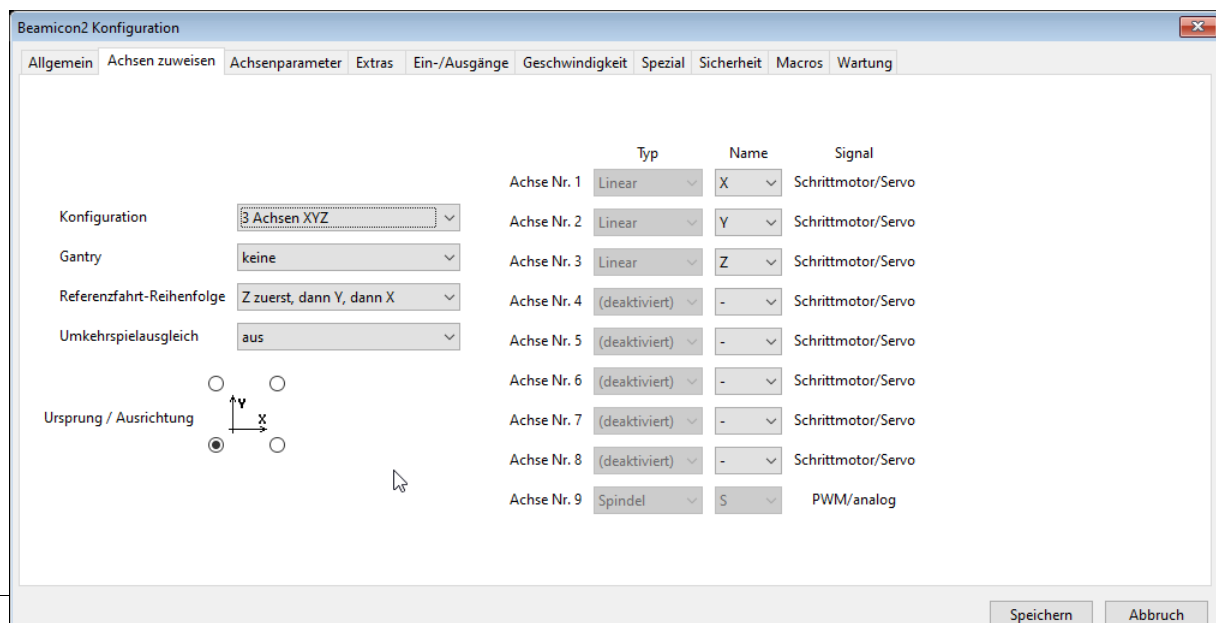 Beamicon2 Konfiguration
Allgemein Achsen zuweisen Achsenparameter Extras Ein-/Ausgänge Geschwindigkeit Spezial Sicherheit Macros Wartung
Typ Name Signal
Achse Nr. 1 Linear X Schrittmotor/Servo
Konfiguration 3 Achsen XYZ
Achse Nr. 2 Linear Y Schrittmotor/Servo
Gantry keine
Achse Nr. 3 Linear Z Schrittmotor/Servo
Referenzfahrt-Reihenfolge Z zuerst, dann Y, dann X
Achse Nr. 4 (deaktiviert) - Schrittmotor/Servo
Umkehrspielausgleich aus
Achse Nr. 5 (deaktiviert) - Schrittmotor/Servo
Achse Nr. 6 (deaktiviert) - Schrittmotor/Servo
Y
Ursprung / Ausrichtung X
Achse Nr. 7 (deaktiviert) - Schrittmotor/Servo
Achse Nr. 8 (deaktiviert) - Schrittmotor/Servo
Achse Nr. 9 Spindel S PWM/analog
Speichern Abbruch